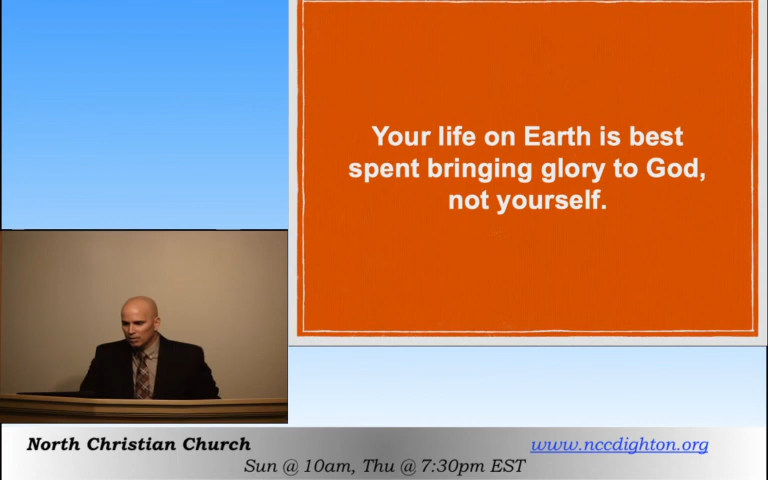 Your life on Earth is best
spent bringing glory to God,
not yourself.
North Christian Church
www.nccdighton.org
Sun @ 10am, Thu @ 7:30pm EST